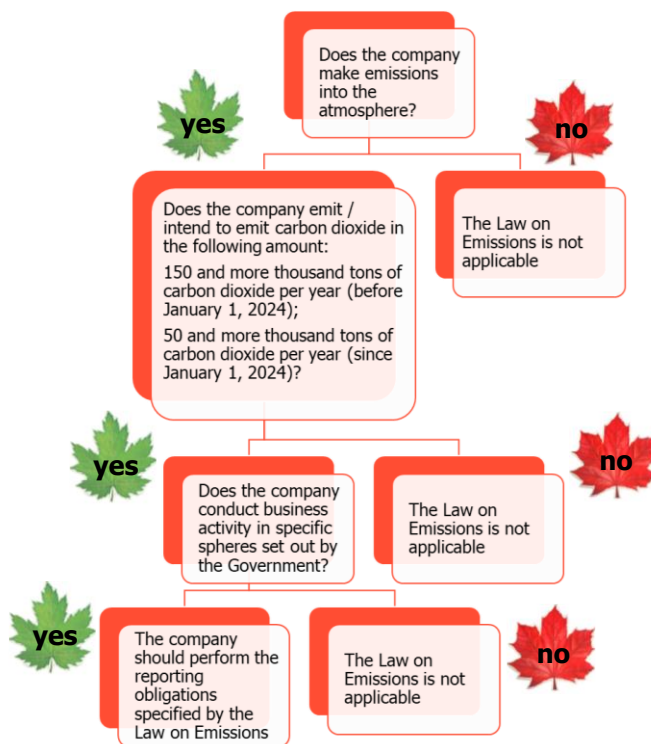 Does the company
make emissions
into the
atmosphere?
yes
no
Does the company emit /
intend to emit carbon dioxide in
the following amount:
150 and more thousand tons of
carbon dioxide per year (before
January 1, 2024);
50 and more thousand tons of
carbon dioxide per year (since
January 1, 2024)?
The Law on
Emissions is not
applicable
yes
no
Does the company
conduct business
activity in specific
spheres set out by
the Government?
The Law on
Emissions is not
applicable
yes
no
The company
should perform the
reporting
obligations
specified by the
Law on Emissions
The Law on
Emissions is not
applicable